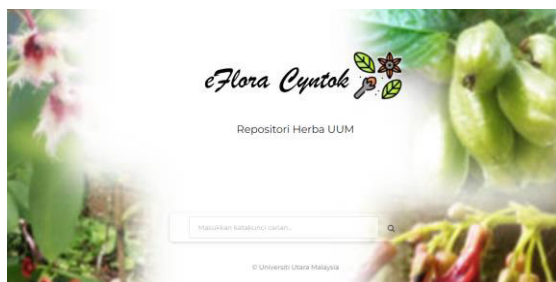 eFlora Cyntok
Repositori Herba UUM
Masukkan katakunci carian...
© Universiti Utara Malaysia